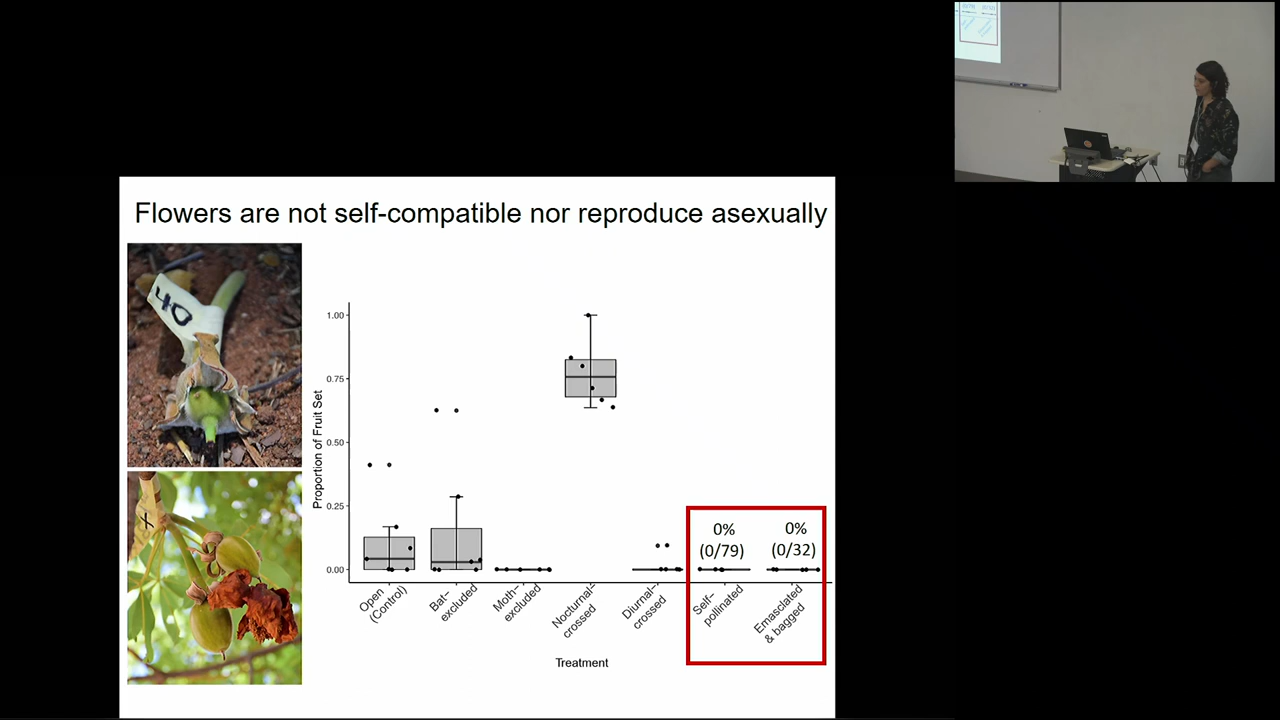 Flowers are not self-compatible nor reproduce asexually
40
Proportion of Fruit Set
1.00
0.75
0.50
0.25
0.00
0%
(0/79)
0%
(0/32)
Open
(Control)
Bat–
excluded
Moth–
excluded
Nocturnal–
crossed
Diurnal–
crossed
Self–
pollinated
Emasclated
& bagged
Treatment